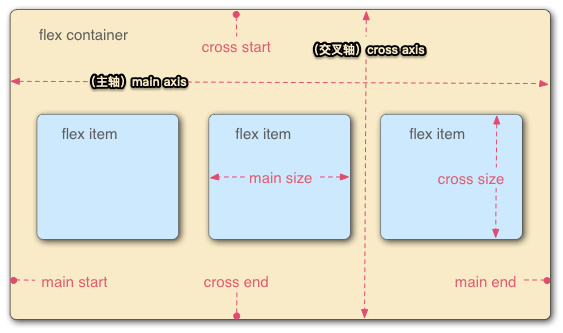 flex container
cross start
（交叉轴）cross axis
（主轴）main axis
flex item
flex item
flex item
main size
cross size
main start
cross end
main end